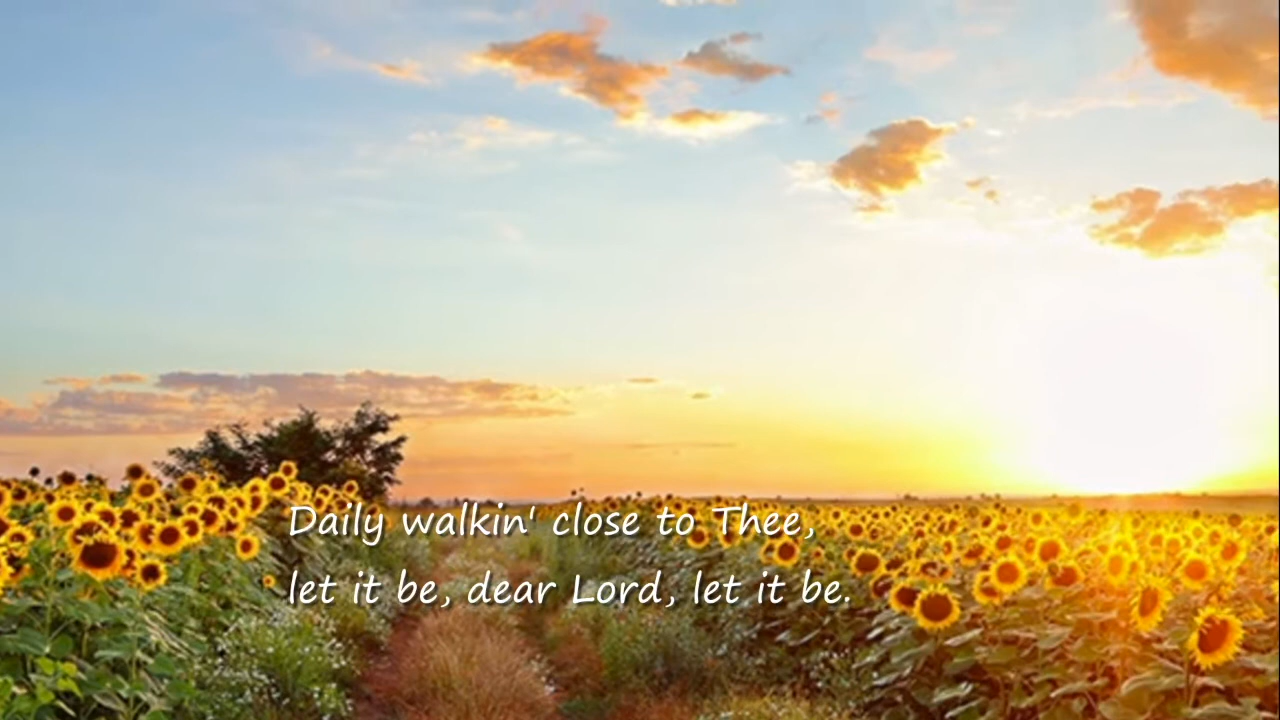 Daily walkin' close to Thee,
let it be, dear Lord, let it be.